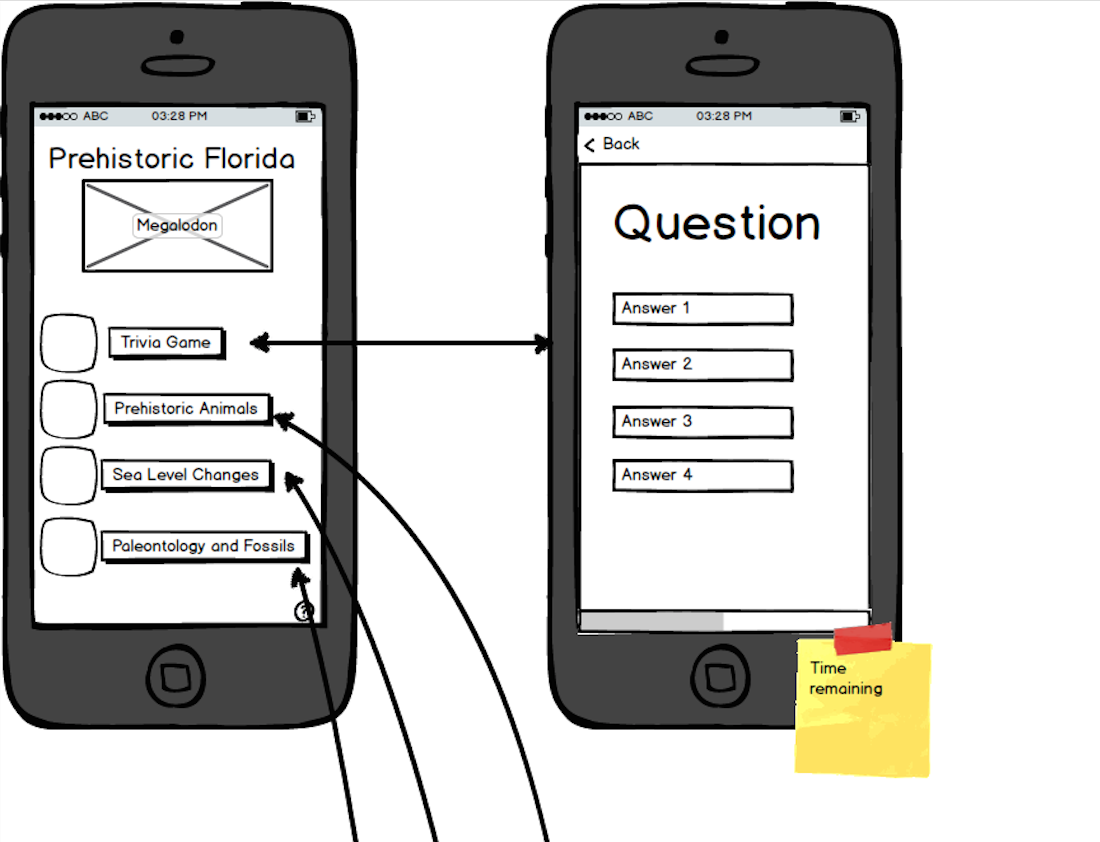 ABC 03:28 PM
Prehistoric Florida
Megalodon
Trivia Game
Prehistoric Animals
Sea Level Changes
Paleontology and Fossils
?
ABC 03:28 PM
< Back
Question
Answer 1
Answer 2
Answer 3
Answer 4
Time
remaining